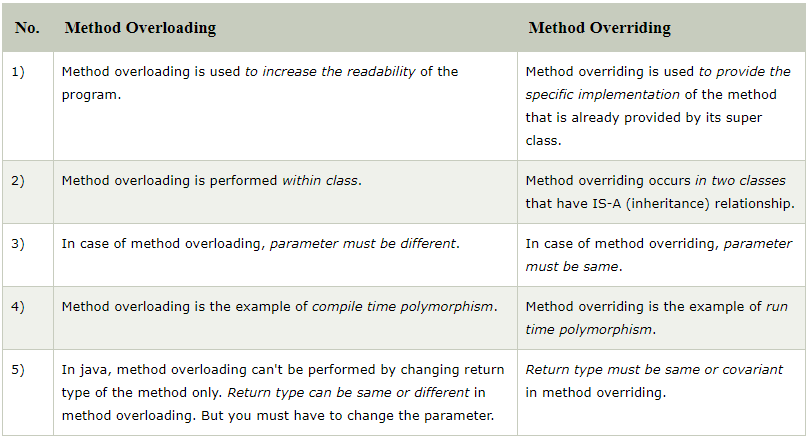 No. Method Overloading Method Overriding
1) Method overloading is used to increase the readability of the
program.
Method overriding is used to provide the
specific implementation of the method
that is already provided by its super
class.
2) Method overloading is performed within class.
Method overriding occurs in two classes
that have IS-A (inheritance) relationship.
3) In case of method overloading, parameter must be different.
In case of method overriding, parameter
must be same.
4) Method overloading is the example of compile time polymorphism.
Method overriding is the example of run
time polymorphism.
5) In java, method overloading can't be performed by changing return
type of the method only. Return type can be same or different in
method overloading. But you must have to change the parameter.
Return type must be same or covariant
in method overriding.